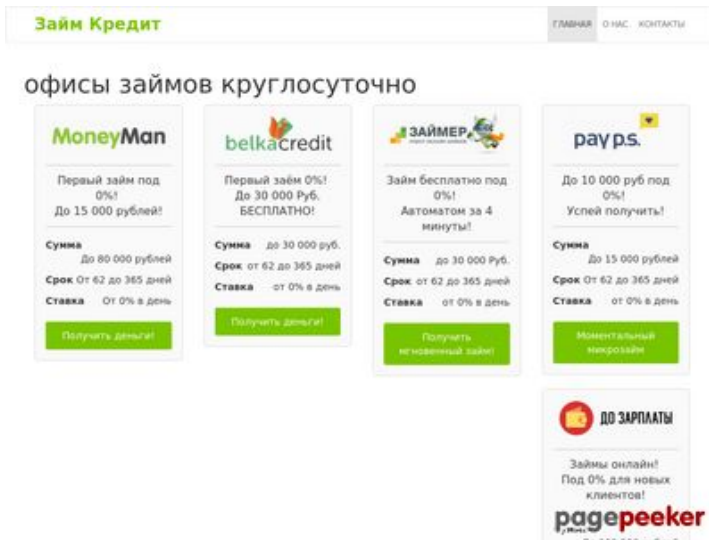 Займ Кредит
ГЛАВНАЯ О НАС КОНТАКТЫ
офисы займов круглосуточно
MoneyMan
Первый займ под
0%!
До 15 000 рублей!
Сумма
До 80 000 рублей
Срок От 62 до 365 дней
Ставка От 0% в день
Получить деньги!
belkacredit
Первый заём 0%!
До 30 000 Руб.
БЕСПЛАТНО!
Сумма до 30 000 руб.
Срок от 62 до 365 дней
Ставка от 0% в день
Получить деньги!
ЗАЙМЕР
Займ бесплатно под
0%!
Автоматом за 4
минуты!
Сумма до 30 000 Руб.
Срок от 62 до 365 дней
Ставка от 0% в день
Получить
мгновенный займ!
pay p.s.
До 10 000 руб под
0%!
Успей получить!
Сумма
До 15 000 рублей
Срок От 62 до 365 дней
Ставка От 0% в день
Моментальный
микрозайм
ДО ЗАРПЛАТЫ
Займы онлайн!
Под 0% для новых
клиентов!
pagepeeker